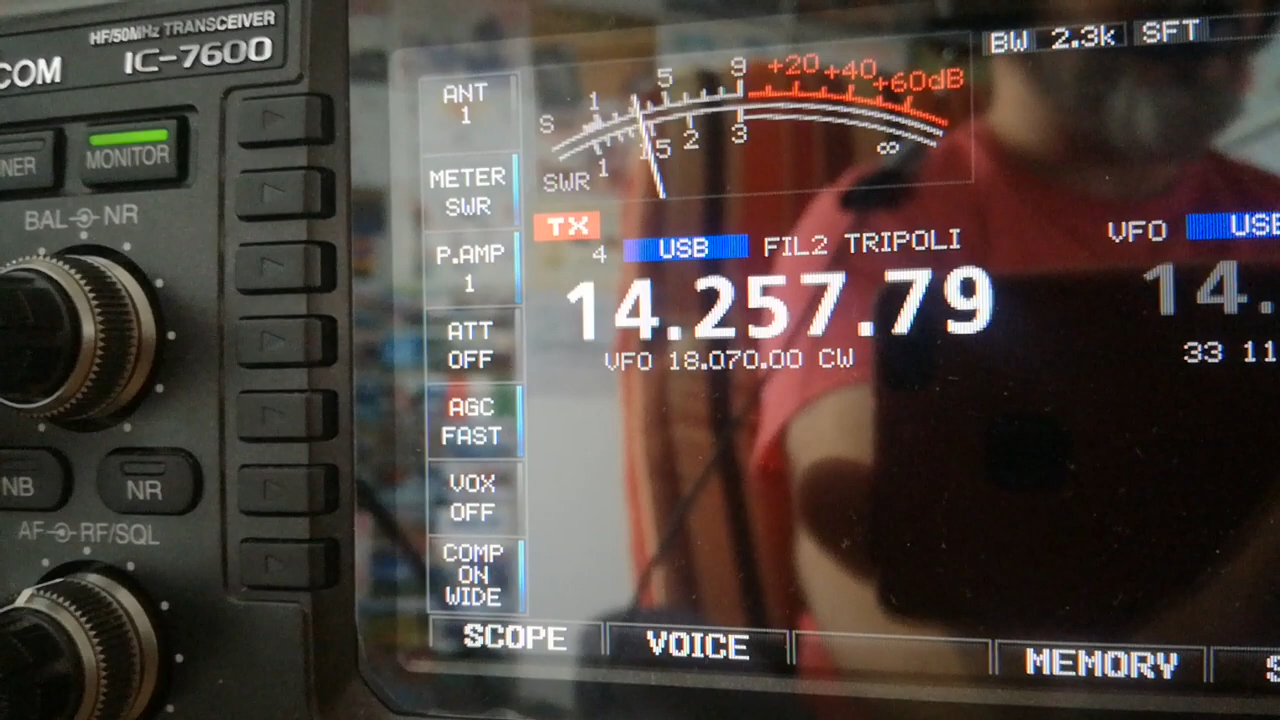 HF/50MHz TRANSCEIVER
COM IC-7600
NER
MONITOR
BAL NR
NB
NR
AF RF/SQL
ANT
1
METER
SWR
P.AMP
1
ATT
OFF
AGC
FAST
VOX
OFF
COMP
ON
WIDE
BW 2.3k SFT
S 1 5 9 +20 +40 +60dB
SWR 1 1.5 2 3 ∞
TX
4 USB FIL2 TRIPOLI
14.257.79
VFO 18.070.00 CW
VFO USB
14.
33 11
SCOPE VOICE MEMORY